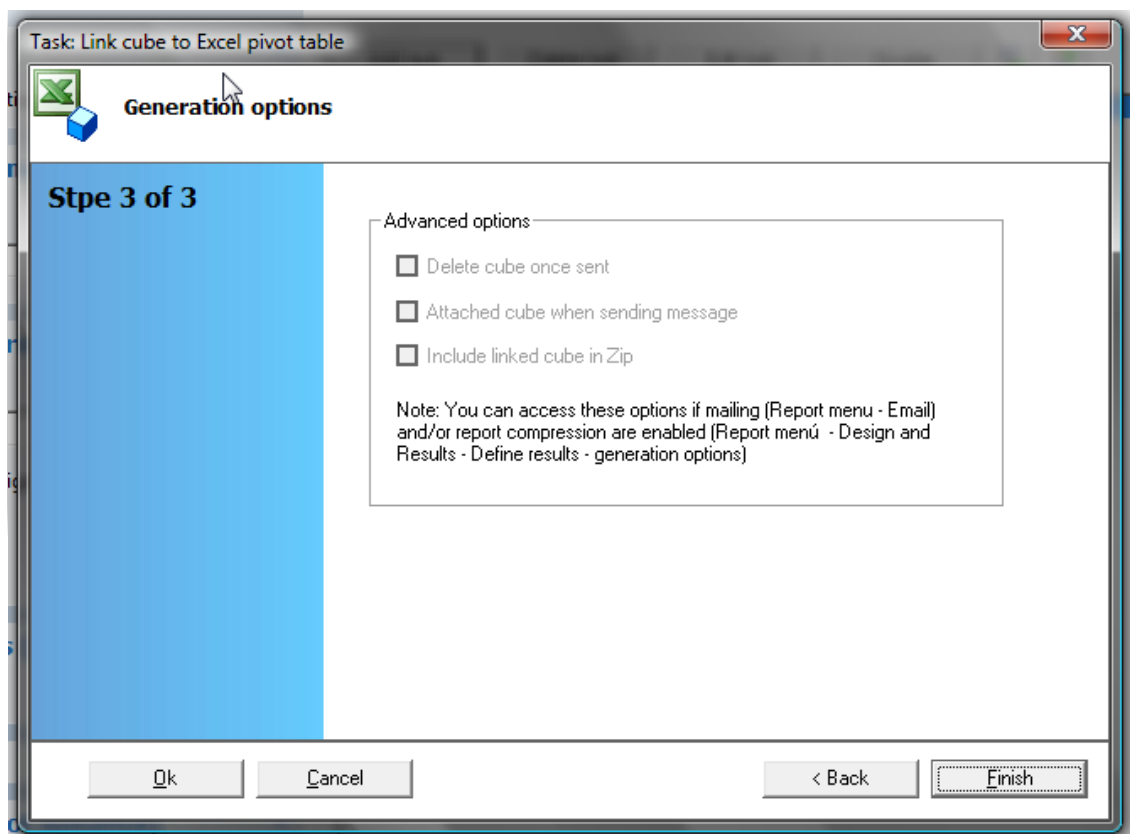 Task: Link cube to Excel pivot table
Generation options
Stpe 3 of 3
Advanced options
Delete cube once sent
Attached cube when sending message
Include linked cube in Zip
Note: You can access these options if mailing (Report menu - Email)
and/or report compression are enabled (Report menú - Design and
Results - Define results - generation options)
Ok
Cancel
< Back
Finish